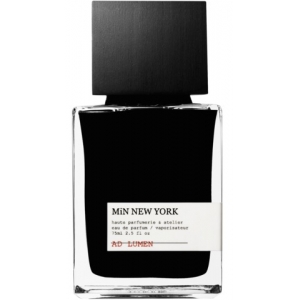 MiN NEW YORK
haute parfumerie & atelier
eau de parfum / vaporisateur
75ml 2.5 fl oz
AD LUMEN